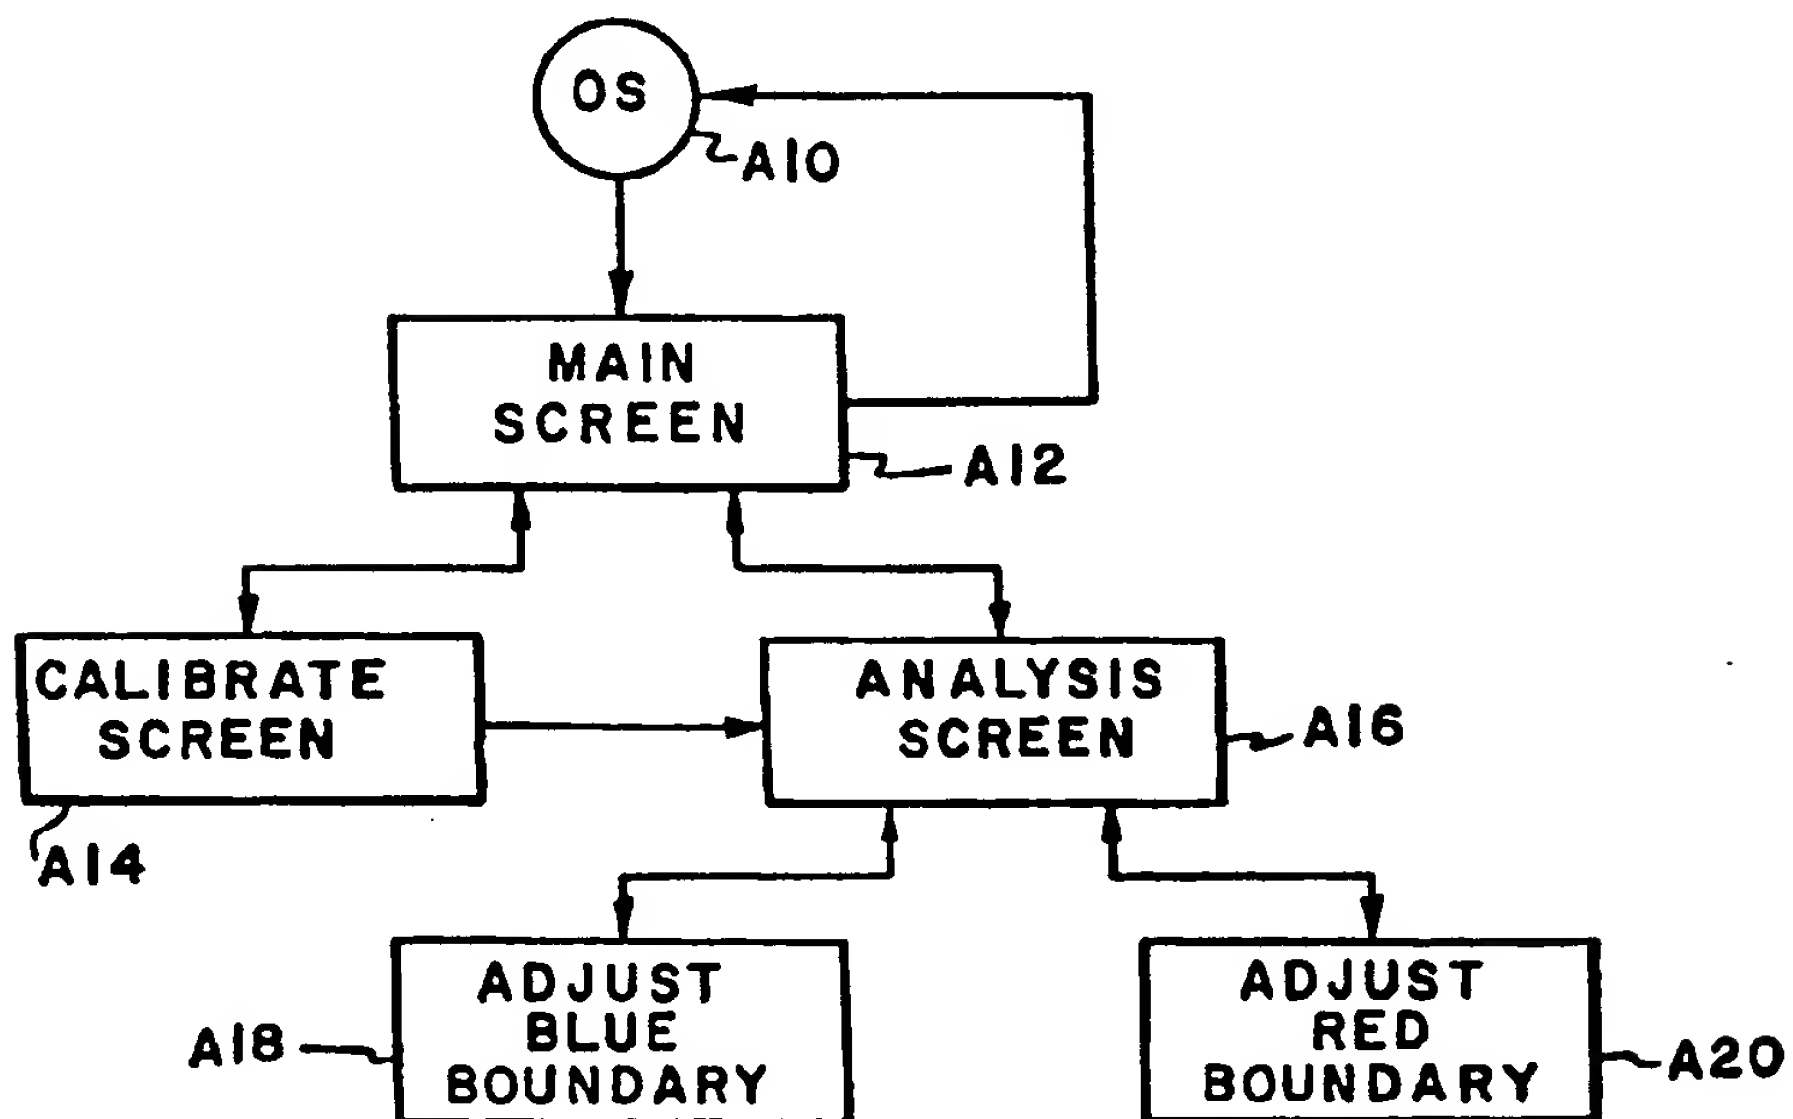 OS
A10
MAIN
SCREEN
A12
CALIBRATE
SCREEN
A14
ANALYSIS
SCREEN
A16
ADJUST
BLUE
BOUNDARY
A18
ADJUST
RED
BOUNDARY
A20